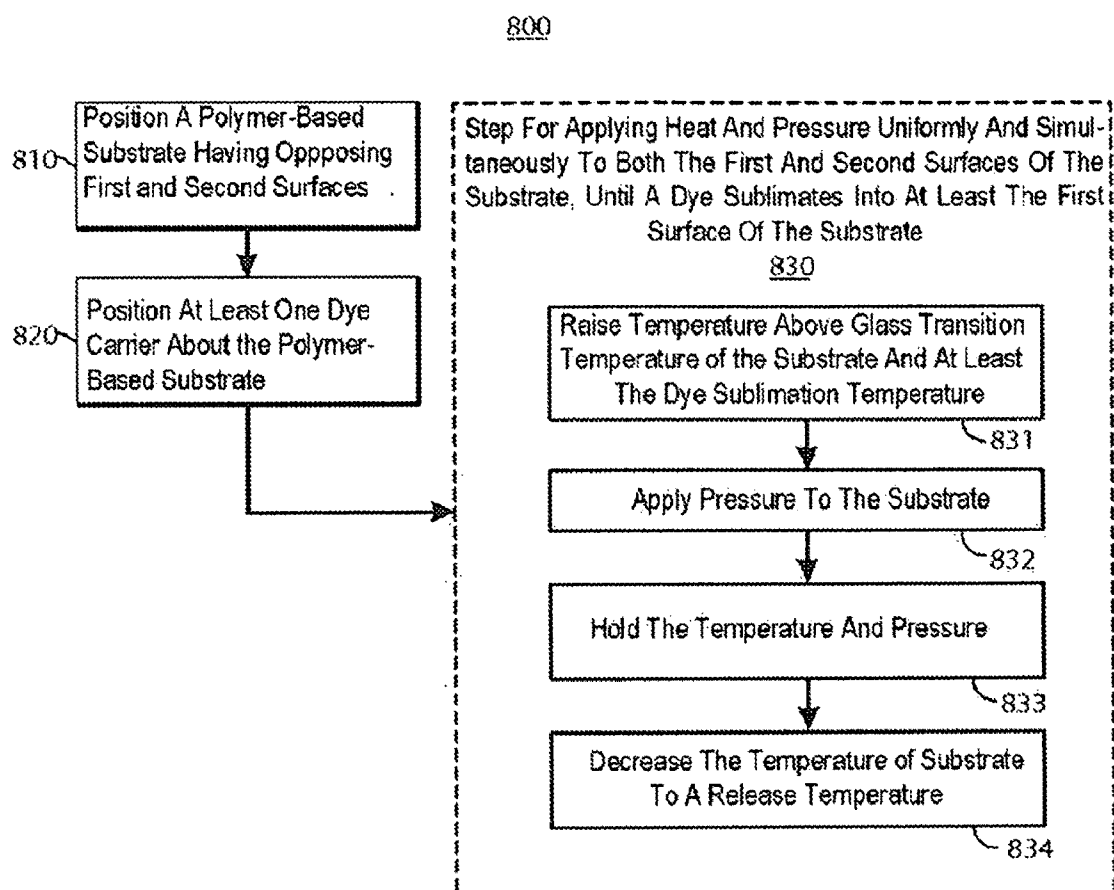 800
Position A Polymer-Based
Substrate Having Oppposing
First and Second Surfaces
810
Position At Least One Dye
Carrier About the Polymer-
Based Substrate
820
Step For Applying Heat And Pressure Uniformly And Simul-
taneously To Both The First And Second Surfaces Of The
Substrate, Until A Dye Sublimates Into At Least The First
Surface Of The Substrate
830
Raise Temperature Above Glass Transition
Temperature of the Substrate And At Least
The Dye Sublimation Temperature
831
Apply Pressure To The Substrate
832
Hold The Temperature And Pressure
833
Decrease The Temperature of Substrate
To A Release Temperature
834